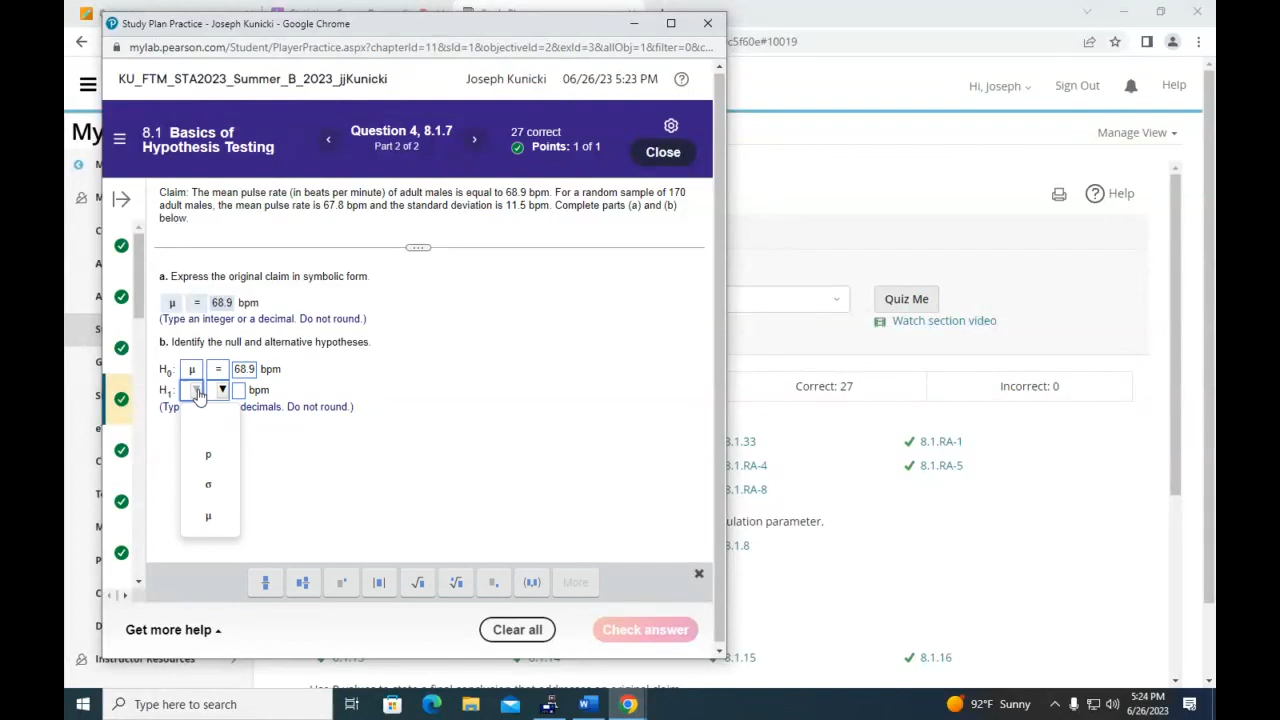 Study Plan Practice - Joseph Kunicki - Google Chrome
mylab.pearson.com/Student/PlayerPractice.aspx?chapterId=11&sId=1&objectiveId=2&exId=3&allObj=1&filter=0&c...
c5f60e#10019
KU_FTM_STA2023_Summer_B_2023_jjKunicki
Joseph Kunicki
06/26/23 5:23 PM
Hi, Joseph
Sign Out
Help
My
Manage View
8.1 Basics of
Hypothesis Testing
Question 4, 8.1.7
Part 2 of 2
27 correct
Points: 1 of 1
Close
Claim: The mean pulse rate (in beats per minute) of adult males is equal to 68.9 bpm. For a random sample of 170
adult males, the mean pulse rate is 67.8 bpm and the standard deviation is 11.5 bpm. Complete parts (a) and (b)
below.
Help
a. Express the original claim in symbolic form.
μ = 68.9 bpm
(Type an integer or a decimal. Do not round.)
b. Identify the null and alternative hypotheses.
H0: μ = 68.9 bpm
H1: bpm
(Typ decimals. Do not round.)
p
σ
μ
Quiz Me
Watch section video
Correct: 27
Incorrect: 0
8.1.33
8.1.RA-1
8.1.RA-4
8.1.RA-5
8.1.RA-8
ulation parameter.
8.1.8
More
Get more help
Clear all
Check answer
Instructor Resources
8.1.13
8.1.14
8.1.15
8.1.16
Type here to search
92°F Sunny
5:24 PM
6/26/2023